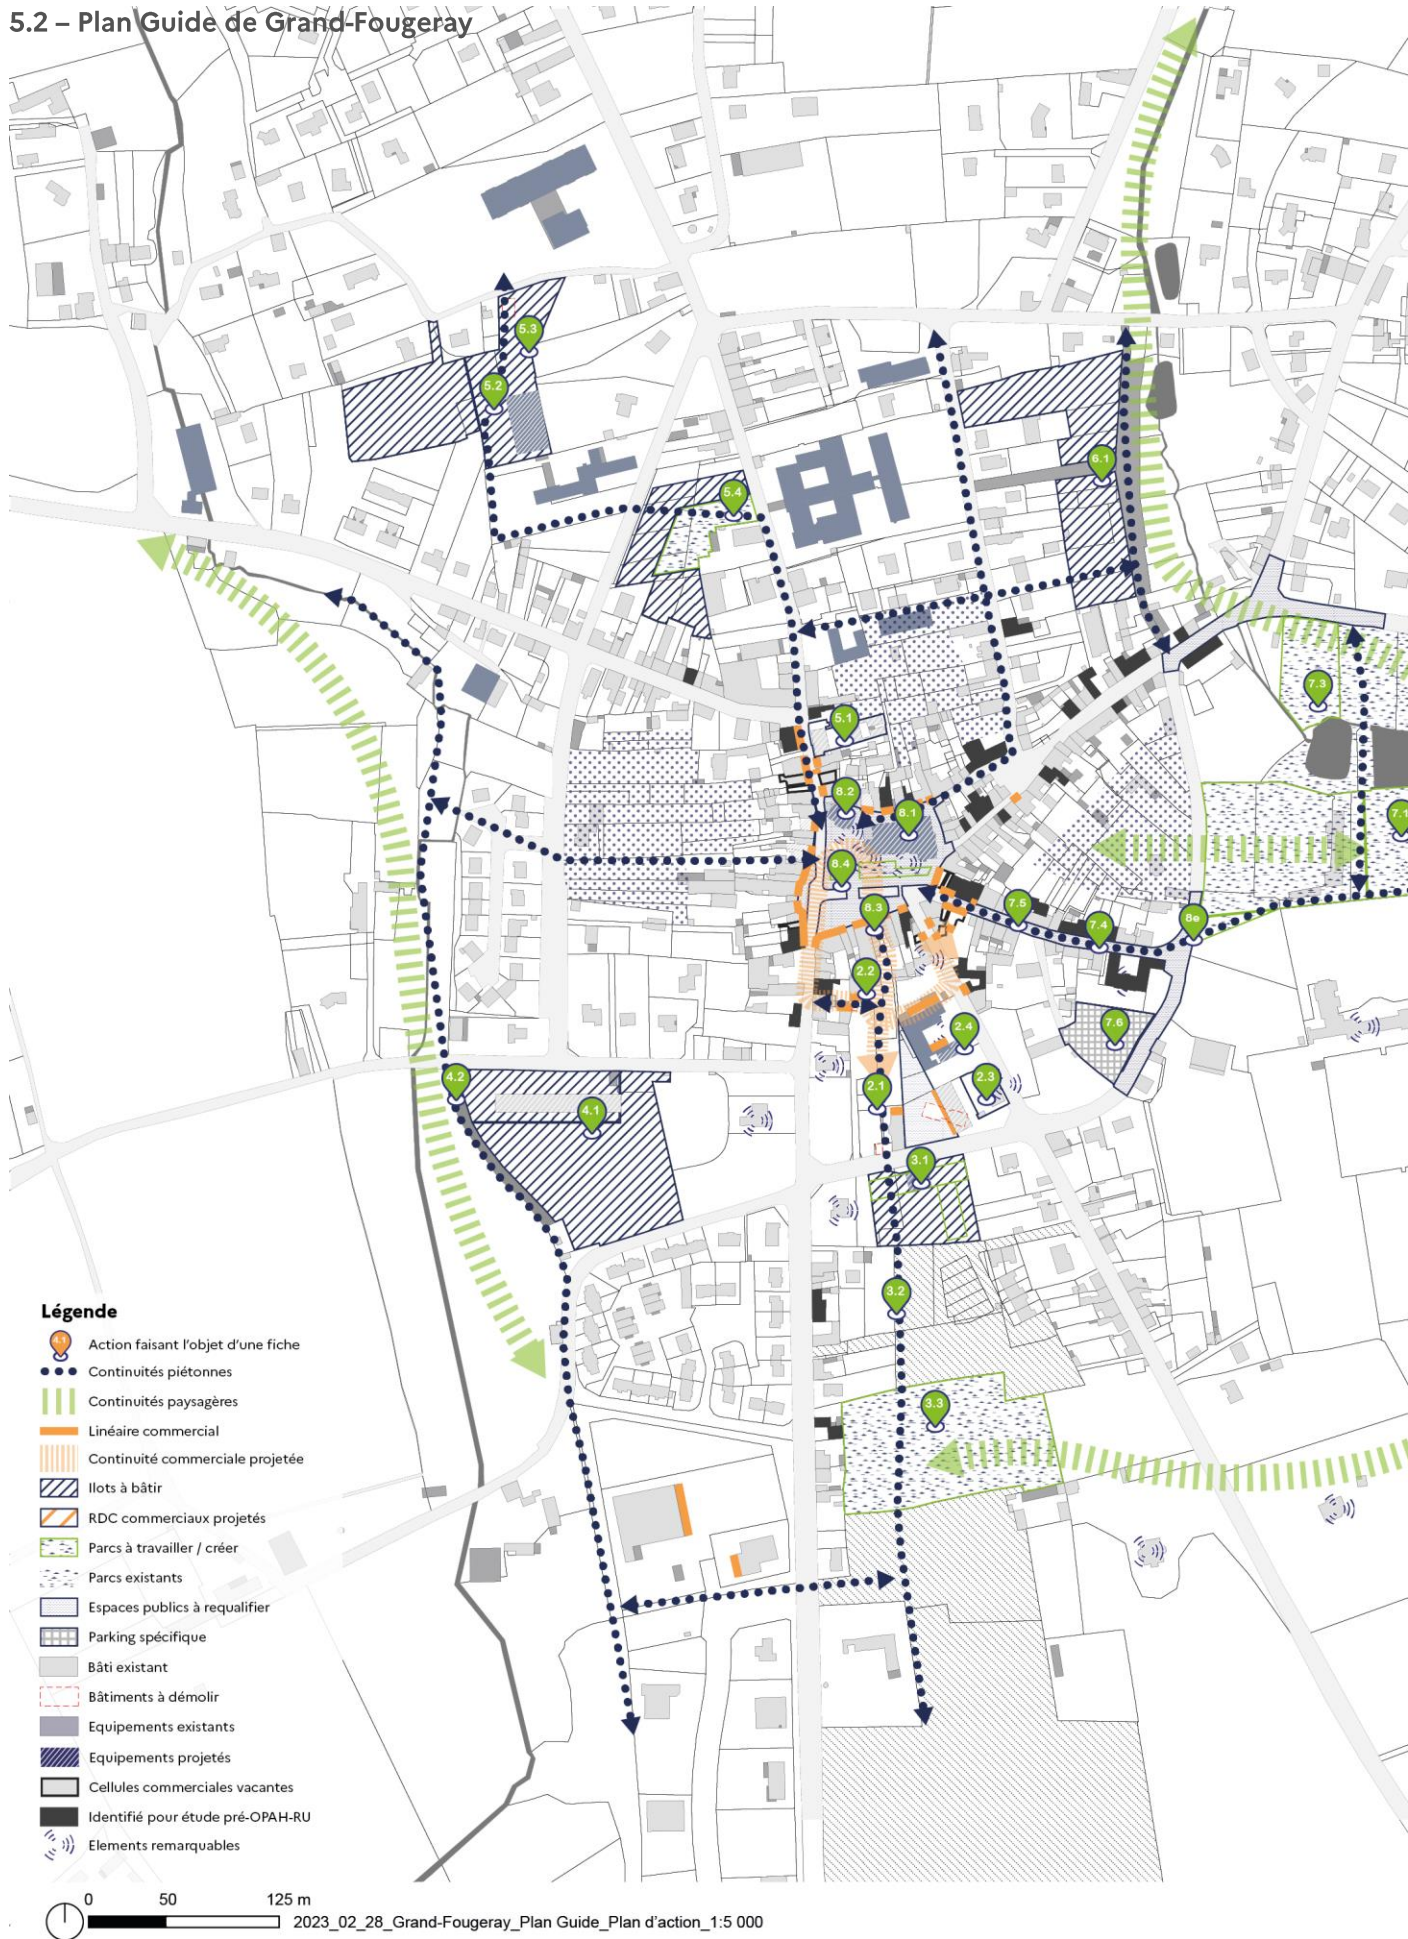 5.2 – Plan Guide de Grand-Fougeray
5.3
5.2
6.1
5.4
7.3
5.1
8.2
8.1
7.1
8.4
8.3
7.5
7.4
8e
2.2
7.6
2.4
4.2
2.1
2.3
4.1
3.1
3.2
3.3
Légende
4.1
Action faisant l'objet d'une fiche
Continuités piétonnes
Continuités paysagères
Linéaire commercial
Continuité commerciale projetée
Ilots à bâtir
RDC commerciaux projetés
Parcs à travailler / créer
Parcs existants
Espaces publics à requalifier
Parking spécifique
Bâti existant
Bâtiments à démolir
Equipements existants
Equipements projetés
Cellules commerciales vacantes
Identifié pour étude pré-OPAH-RU
Elements remarquables
0 50 125 m
2023_02_28_Grand-Fougeray_Plan Guide_Plan d'action_1:5 000